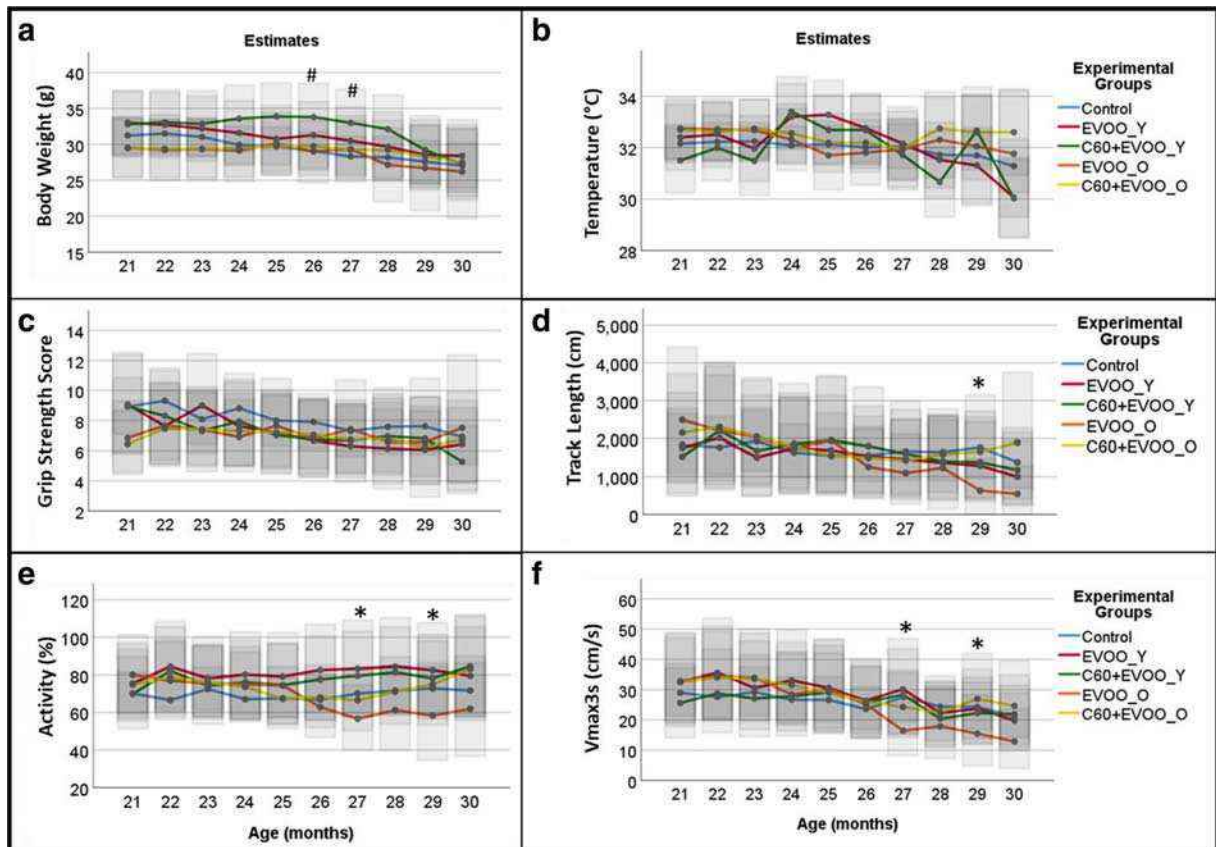 a
Estimates
Body Weight (g)
40
35
30
25
20
15
# #
21 22 23 24 25 26 27 28 29 30
b
Estimates
Temperature (°C)
34
32
30
28
21 22 23 24 25 26 27 28 29 30
Experimental
Groups
Control
EVOO_Y
C60+EVOO_Y
EVOO_O
C60+EVOO_O
c
Grip Strength Score
14
12
10
8
6
4
2
21 22 23 24 25 26 27 28 29 30
d
Track Length (cm)
5,000
4,000
3,000
2,000
1,000
0
*
21 22 23 24 25 26 27 28 29 30
Experimental
Groups
Control
EVOO_Y
C60+EVOO_Y
EVOO_O
C60+EVOO_O
e
Activity (%)
120
100
80
60
40
20
* *
21 22 23 24 25 26 27 28 29 30
Age (months)
f
Vmax3s (cm/s)
60
50
40
30
20
10
0
* *
21 22 23 24 25 26 27 28 29 30
Age (months)
Experimental
Groups
Control
EVOO_Y
C60+EVOO_Y
EVOO_O
C60+EVOO_O